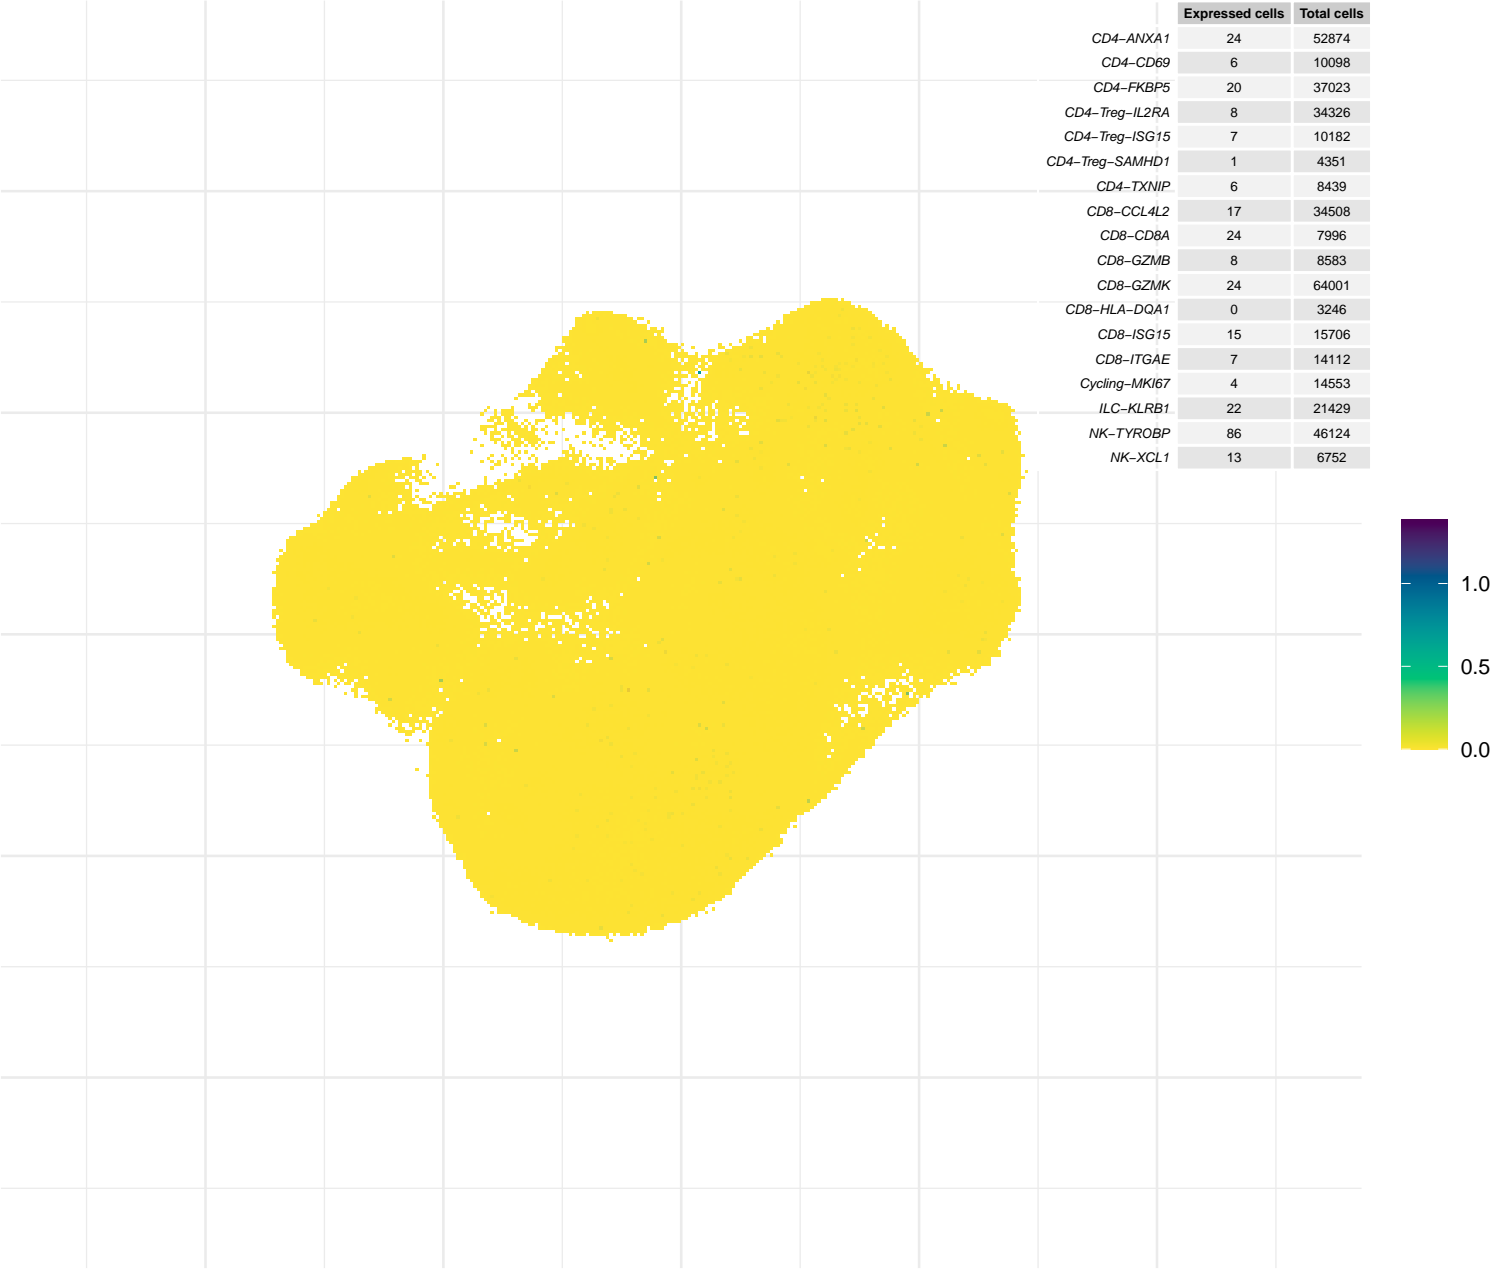 Expressed cells Total cells
CD4−ANXA1 24 52874
CD4−CD69 6 10098
CD4−FKBP5 20 37023
CD4−Treg−IL2RA 8 34326
CD4−Treg−ISG15 7 10182
CD4−Treg−SAMHD1 1 4351
CD4−TXNIP 6 8439
CD8−CCL4L2 17 34508
CD8−CD8A 24 7996
CD8−GZMB 8 8583
CD8−GZMK 24 64001
CD8−HLA−DQA1 0 3246
CD8−ISG15 15 15706
CD8−ITGAE 7 14112
Cycling−MKI67 4 14553
ILC−KLRB1 22 21429
NK−TYROBP 86 46124
NK−XCL1 13 6752
1.0
0.5
0.0